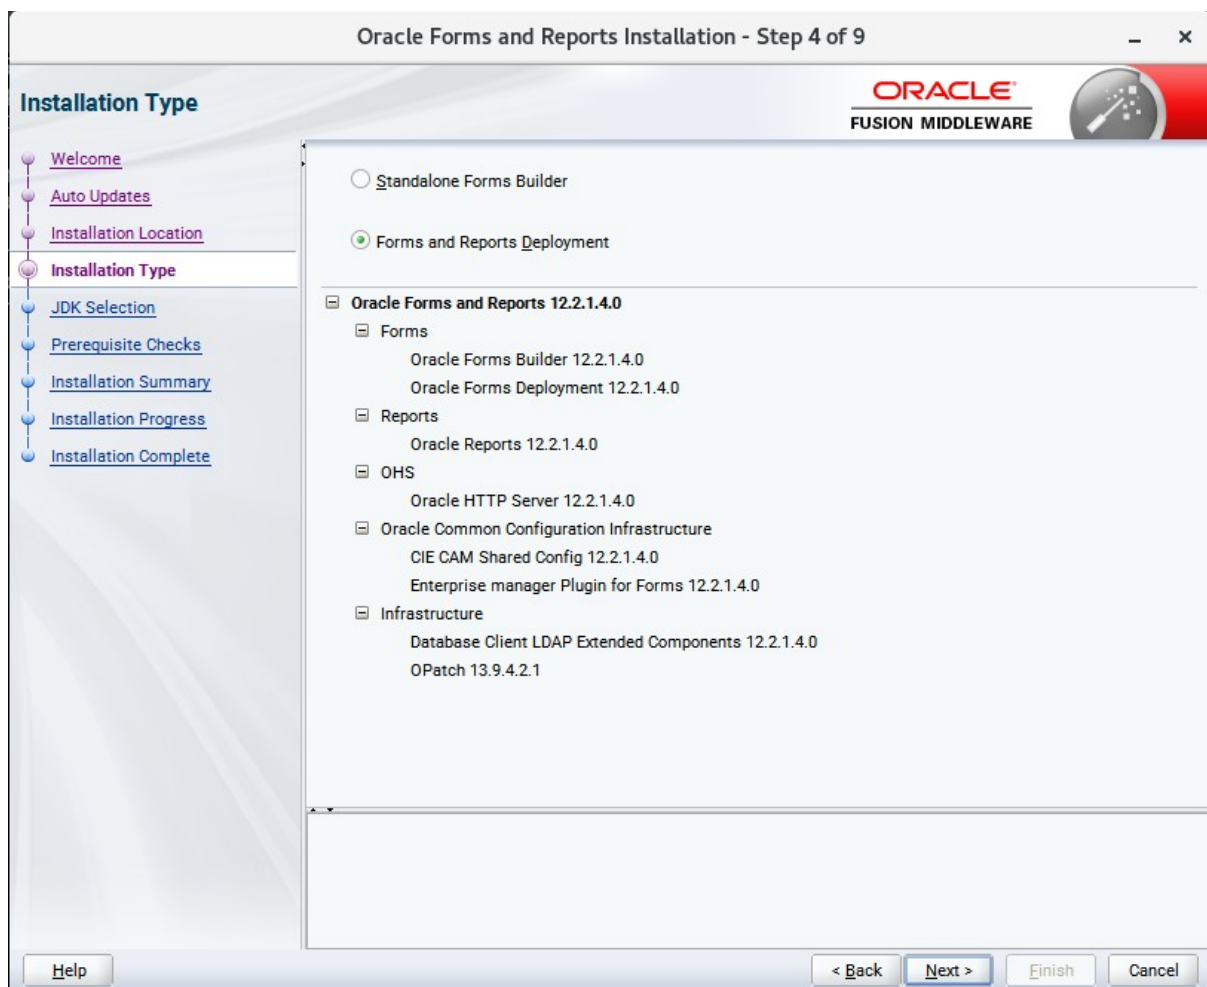 Oracle Forms and Reports Installation - Step 4 of 9
Installation Type
ORACLE
FUSION MIDDLEWARE
Welcome
Auto Updates
Installation Location
Installation Type
JDK Selection
Prerequisite Checks
Installation Summary
Installation Progress
Installation Complete
Standalone Forms Builder
Forms and Reports Deployment
Oracle Forms and Reports 12.2.1.4.0
Forms
Oracle Forms Builder 12.2.1.4.0
Oracle Forms Deployment 12.2.1.4.0
Reports
Oracle Reports 12.2.1.4.0
OHS
Oracle HTTP Server 12.2.1.4.0
Oracle Common Configuration Infrastructure
CIE CAM Shared Config 12.2.1.4.0
Enterprise manager Plugin for Forms 12.2.1.4.0
Infrastructure
Database Client LDAP Extended Components 12.2.1.4.0
OPatch 13.9.4.2.1
Help
< Back
Next >
Finish
Cancel